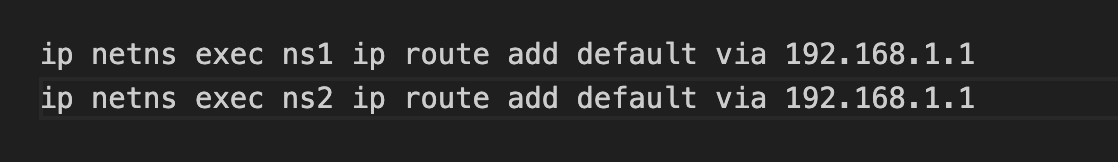 ip netns exec ns1 ip route add default via 192.168.1.1
ip netns exec ns2 ip route add default via 192.168.1.1